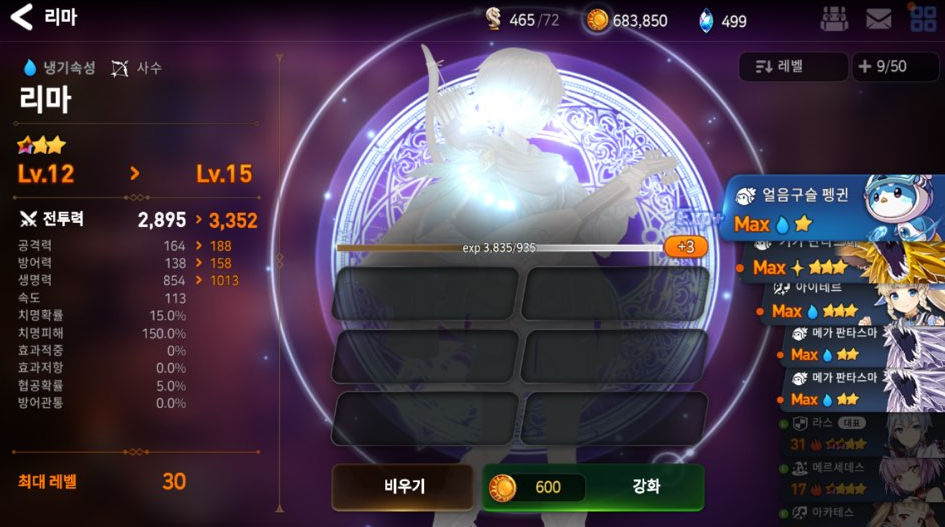 리마
465/72
683,850
499
냉기속성 사수
리마
레벨
9/50
Lv.12 > Lv.15
전투력 2,895 > 3,352
공격력 164 > 188
방어력 138 > 158
생명력 854 > 1013
속도 113
치명확률 15.0%
치명피해 150.0%
효과적중 0%
효과저항 0.0%
협공확률 5.0%
방어관통 0.0%
최대 레벨 30
exp 3,835/935
+3
비우기
600
강화
얼음구슬 펭귄
Max
Max
아이테르
Max
메가 판타스마
Max
메가 판타스마
Max
라스 대표
31
메르세데스
17
아카테스